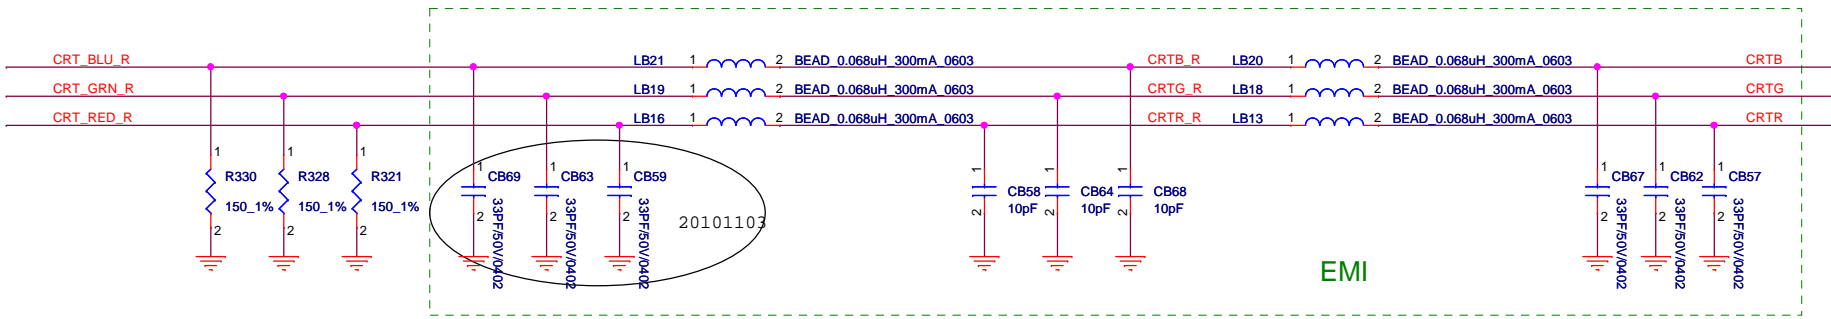 CRT_BLU_R LB21 1 2 BEAD_0.068uH_300mA_0603 CRTB_R LB20 1 2 BEAD_0.068uH_300mA_0603 CRTB
CRT_GRN_R LB19 1 2 BEAD_0.068uH_300mA_0603 CRTG_R LB18 1 2 BEAD_0.068uH_300mA_0603 CRTG
CRT_RED_R LB16 1 2 BEAD_0.068uH_300mA_0603 CRTR_R LB13 1 2 BEAD_0.068uH_300mA_0603 CRTR
1 1 1 1 1 1 1 1 1 1 1 1
R330 R328 R321 CB69 CB63 CB59 CB58 CB64 CB68 CB67 CB62 CB57
150_1% 150_1% 150_1% 10pF 10pF 10pF
2 2 2 2 2 2 2 2 2 2 2 2
33PF/50V/0402 33PF/50V/0402 33PF/50V/0402 33PF/50V/0402 33PF/50V/0402 33PF/50V/0402
20101103
EMI